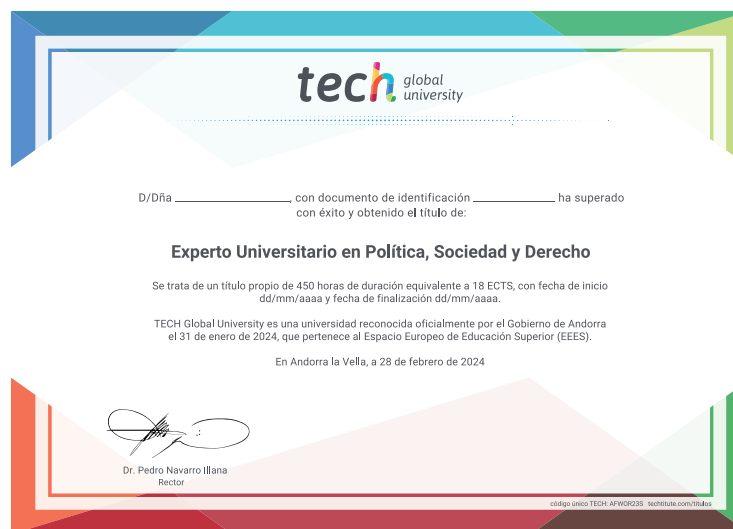 tech global university
D/Dña ______________, con documento de identificación __________ ha superado
con éxito y obtenido el título de:
Experto Universitario en Política, Sociedad y Derecho
Se trata de un título propio de 450 horas de duración equivalente a 18 ECTS, con fecha de inicio
dd/mm/aaaa y fecha de finalización dd/mm/aaaa.
TECH Global University es una universidad reconocida oficialmente por el Gobierno de Andorra
el 31 de enero de 2024, que pertenece al Espacio Europeo de Educación Superior (EEES).
En Andorra la Vella, a 28 de febrero de 2024
Dr. Pedro Navarro Illana
Rector
código único TECH: AFWOR23S techtitute.com/titulos